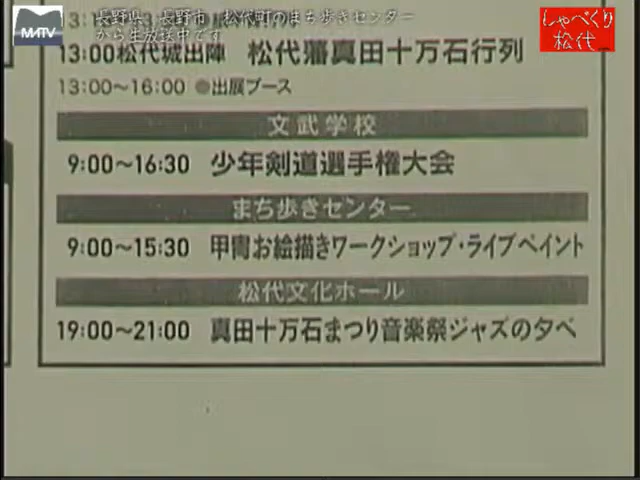 長野県 長野市 松代町のまち歩きセンター
から生放送中です
MATV
しゃべくり
松代
13:00松代城出陣 松代藩真田十万石行列
13:00〜16:00 ●出展ブース
文武学校
9:00〜16:30 少年剣道選手権大会
まち歩きセンター
9:00〜15:30 甲冑お絵描きワークショップ・ライブペイント
松代文化ホール
19:00〜21:00 真田十万石まつり音楽祭ジャズの夕べ